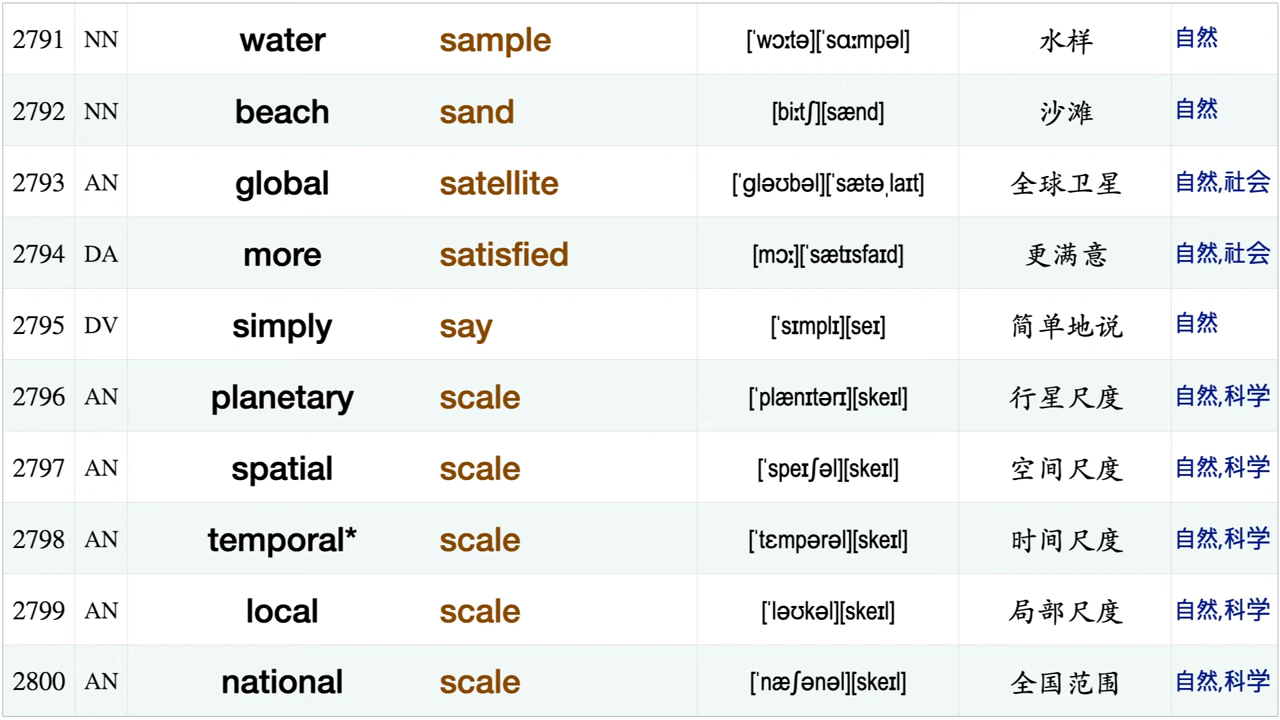 2791 NN water sample [ˈwɔːtə][ˈsɑːmpəl] 水样 自然
2792 NN beach sand [biːtʃ][sænd] 沙滩 自然
2793 AN global satellite [ˈɡləʊbəl][ˈsætəˌlaɪt] 全球卫星 自然,社会
2794 DA more satisfied [mɔː][ˈsætɪsfaɪd] 更满意 自然,社会
2795 DV simply say [ˈsɪmplɪ][seɪ] 简单地说 自然
2796 AN planetary scale [ˈplænɪtərɪ][skeɪl] 行星尺度 自然,科学
2797 AN spatial scale [ˈspeɪʃəl][skeɪl] 空间尺度 自然,科学
2798 AN temporal* scale [ˈtɛmpərəl][skeɪl] 时间尺度 自然,科学
2799 AN local scale [ˈləʊkəl][skeɪl] 局部尺度 自然,科学
2800 AN national scale [ˈnæʃənəl][skeɪl] 全国范围 自然,科学